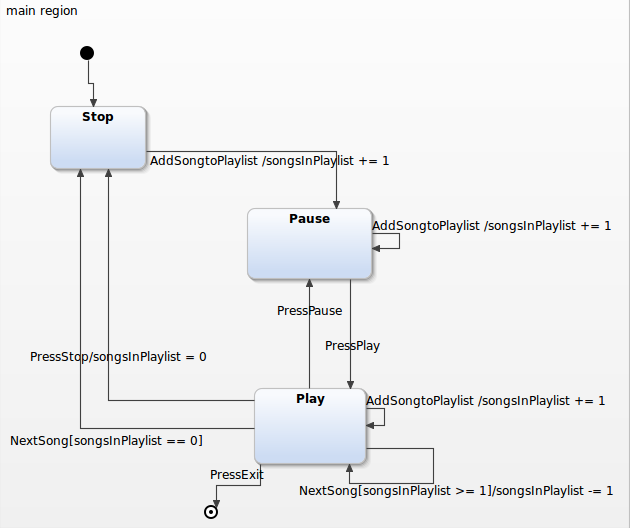 main region
Stop
AddSongtoPlaylist /songsInPlaylist += 1
Pause
AddSongtoPlaylist /songsInPlaylist += 1
PressPause
PressPlay
PressStop/songsInPlaylist = 0
Play
AddSongtoPlaylist /songsInPlaylist += 1
NextSong[songsInPlaylist == 0]
PressExit
NextSong[songsInPlaylist >= 1]/songsInPlaylist -= 1